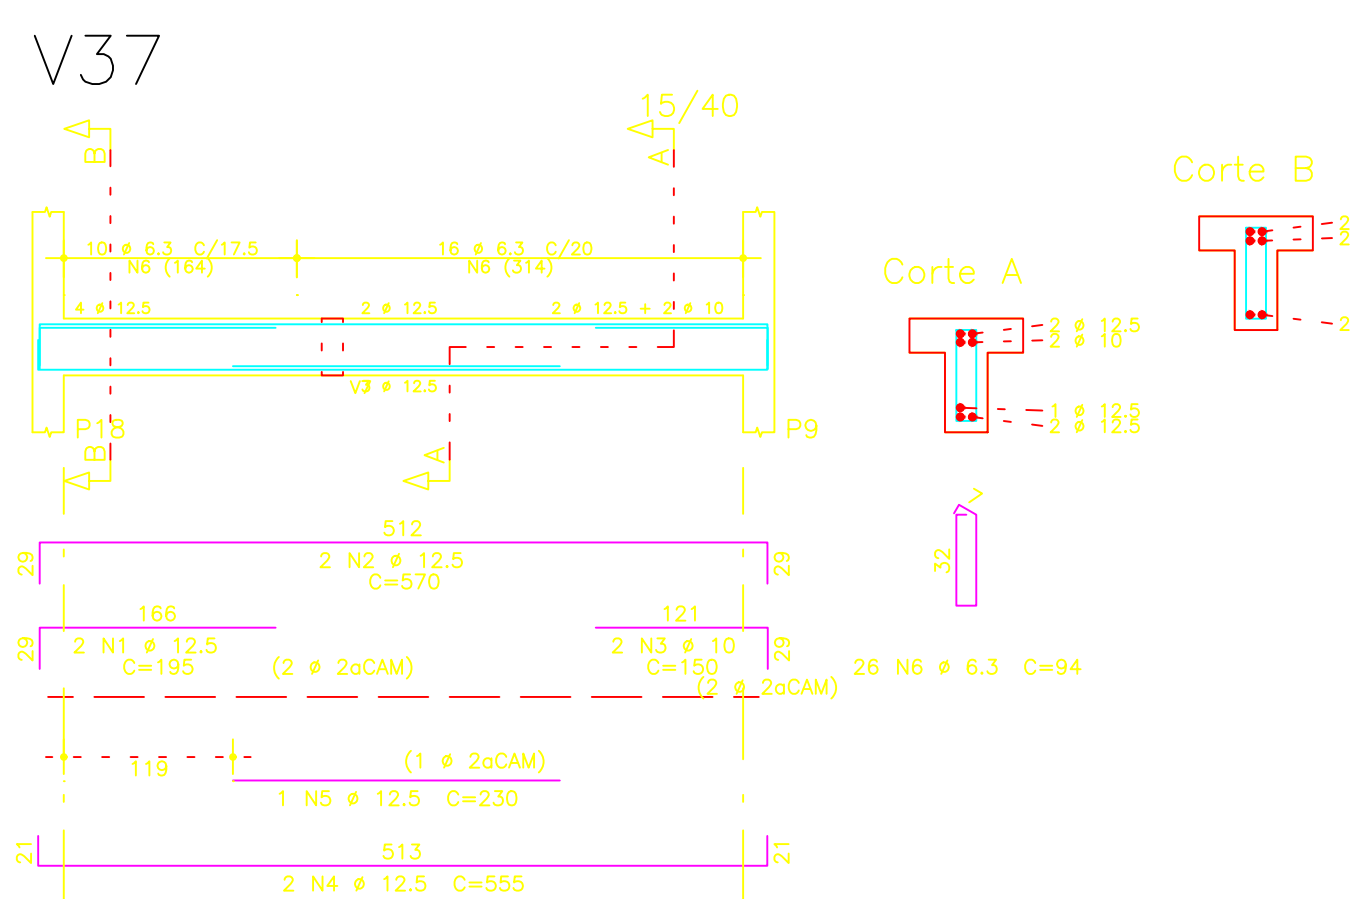 V37
15/40
B
A
Corte B
10 ø 6.3 C/17.5
N6 (164)
16 ø 6.3 C/20
N6 (314)
2
2
2
Corte A
4 ø 12.5
2 ø 12.5
2 ø 12.5 + 2 ø 10
2 ø 12.5
2 ø 10
1 ø 12.5
2 ø 12.5
ø 12.5
P18
P9
B
A
7
32
512
29
29
2 N2 ø 12.5
C=570
166
121
29
29
2 N1 ø 12.5
C=195
(2 ø 2aCAM)
2 N3 ø 10
C=150
(2 ø 2aCAM)
26 N6 ø 6.3 C=94
119
(1 ø 2aCAM)
1 N5 ø 12.5 C=230
513
21
21
2 N4 ø 12.5 C=555